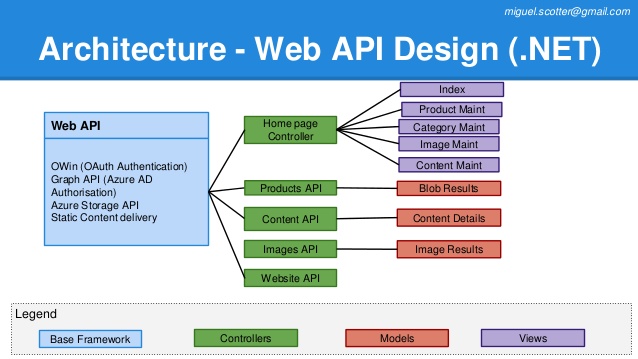 miguel.scotter@gmail.com
Architecture - Web API Design (.NET)
Web API
OWin (OAuth Authentication)
Graph API (Azure AD
Authorisation)
Azure Storage API
Static Content delivery
Home page
Controller
Products API
Content API
Images API
Website API
Index
Product Maint
Category Maint
Image Maint
Content Maint
Blob Results
Content Details
Image Results
Legend
Base Framework
Controllers
Models
Views